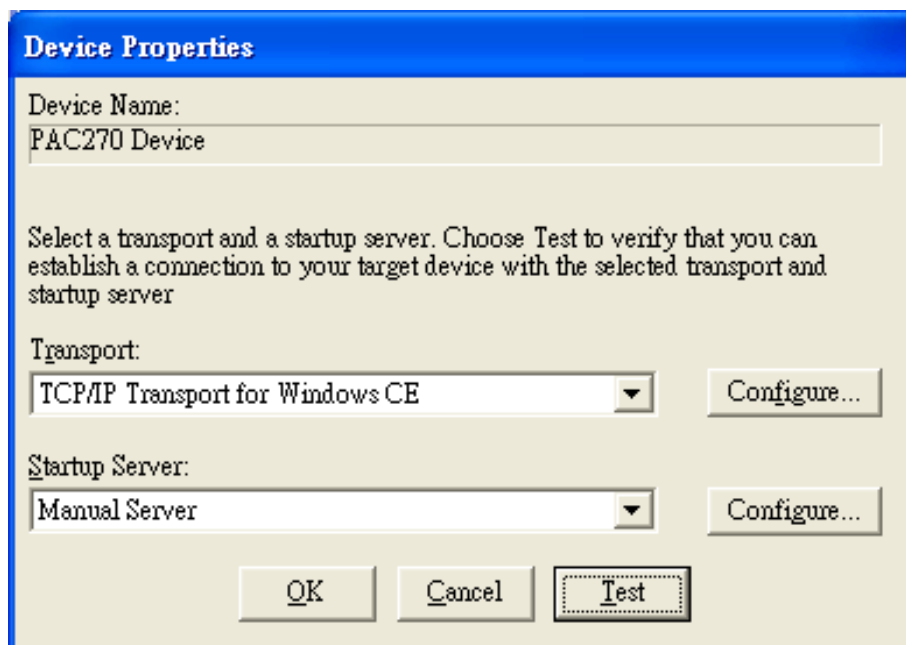 Device Properties
Device Name:
PAC270 Device
Select a transport and a startup server. Choose Test to verify that you can
establish a connection to your target device with the selected transport and
startup server
Transport:
TCP/IP Transport for Windows CE
Configure...
Startup Server:
Manual Server
Configure...
OK Cancel Test